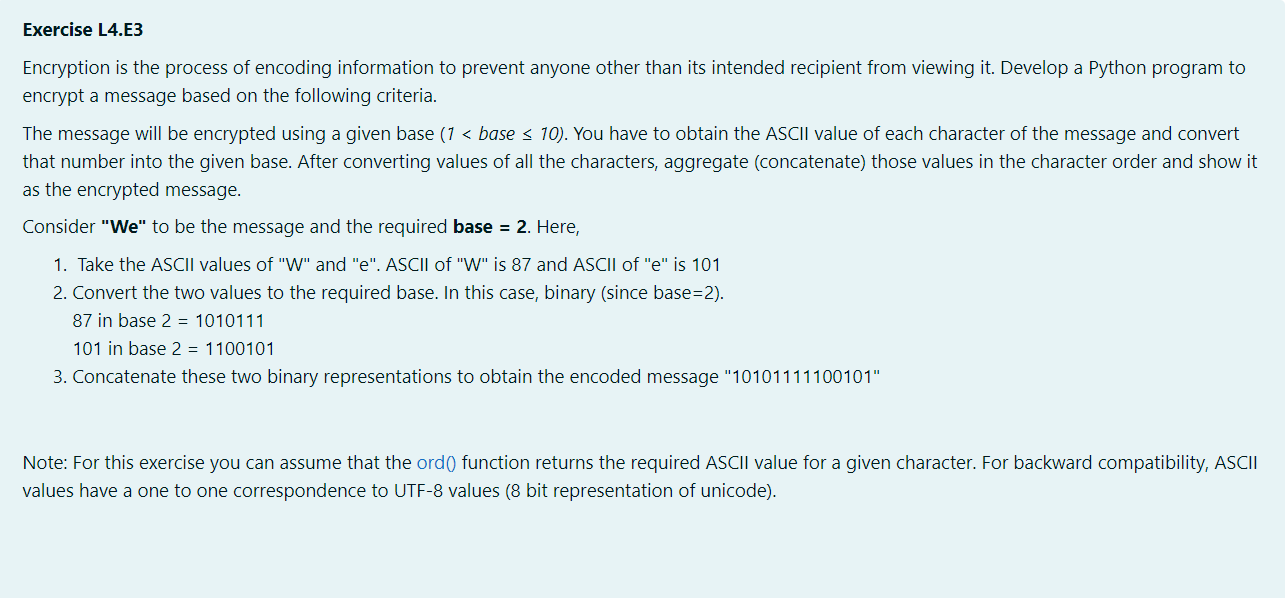 Exercise L4.E3
Encryption is the process of encoding information to prevent anyone other than its intended recipient from viewing it. Develop a Python program to
encrypt a message based on the following criteria.
The message will be encrypted using a given base (1 < base ≤ 10). You have to obtain the ASCII value of each character of the message and convert
that number into the given base. After converting values of all the characters, aggregate (concatenate) those values in the character order and show it
as the encrypted message.
Consider "We" to be the message and the required base = 2. Here,
1. Take the ASCII values of "W" and "e". ASCII of "W" is 87 and ASCII of "e" is 101
2. Convert the two values to the required base. In this case, binary (since base=2).
87 in base 2 = 1010111
101 in base 2 = 1100101
3. Concatenate these two binary representations to obtain the encoded message "10101111100101"
Note: For this exercise you can assume that the ord() function returns the required ASCII value for a given character. For backward compatibility, ASCII
values have a one to one correspondence to UTF-8 values (8 bit representation of unicode).